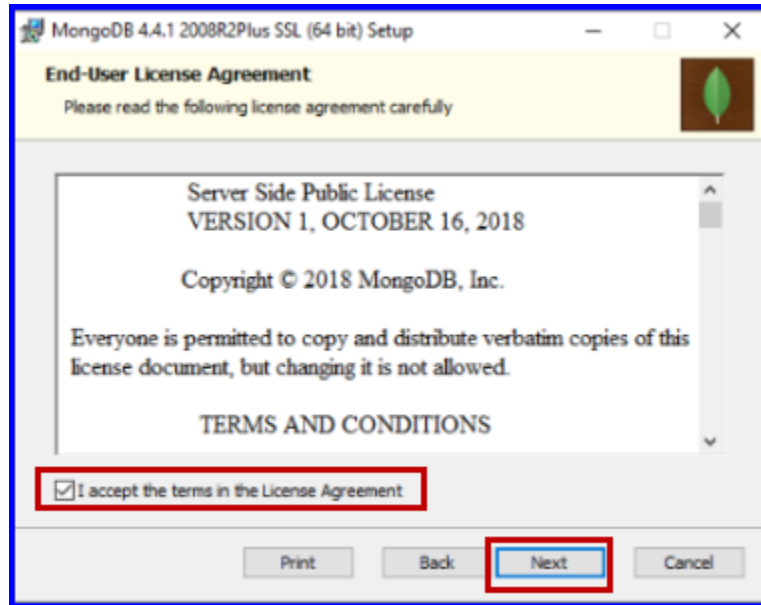 MongoDB 4.4.1 2008R2Plus SSL (64 bit) Setup
End-User License Agreement
Please read the following license agreement carefully
Server Side Public License
VERSION 1, OCTOBER 16, 2018
Copyright © 2018 MongoDB, Inc.
Everyone is permitted to copy and distribute verbatim copies of this
license document, but changing it is not allowed.
TERMS AND CONDITIONS
I accept the terms in the License Agreement
Print Back Next Cancel